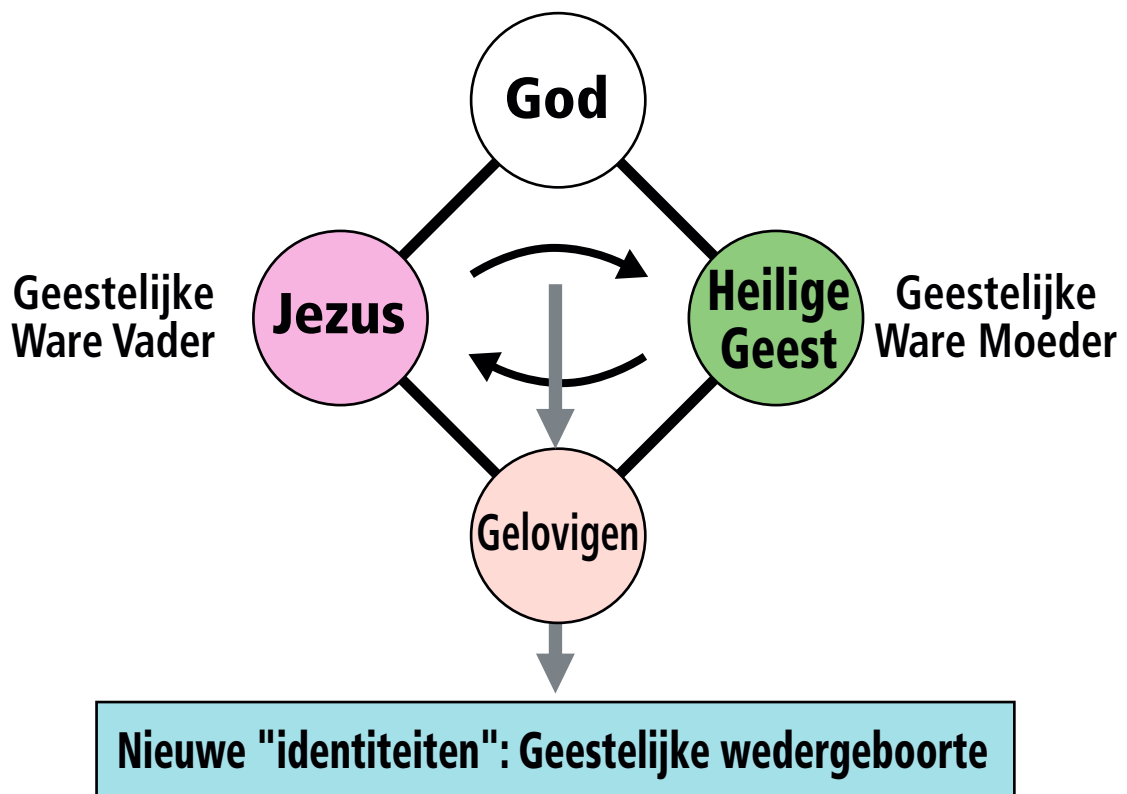 God
Geestelijke
Ware Vader
Jezus
Heilige
Geest
Geestelijke
Ware Moeder
Gelovigen
Nieuwe "identiteiten": Geestelijke wedergeboorte